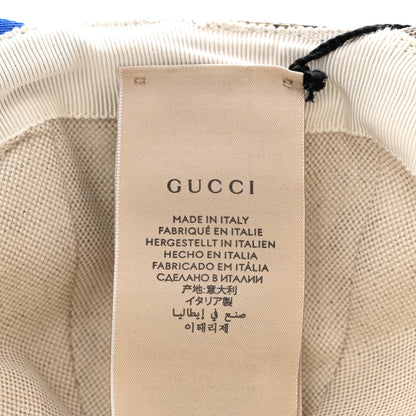 GUCCI
MADE IN ITALY
FABRIQUÉ EN ITALIE
HERGESTELLT IN ITALIEN
HECHO EN ITALIA
FABRICADO EM ITÁLIA
СДЕЛАНО В ИТАЛИИ
产地:意大利
イタリア製
صنع في إيطاليا
이태리제